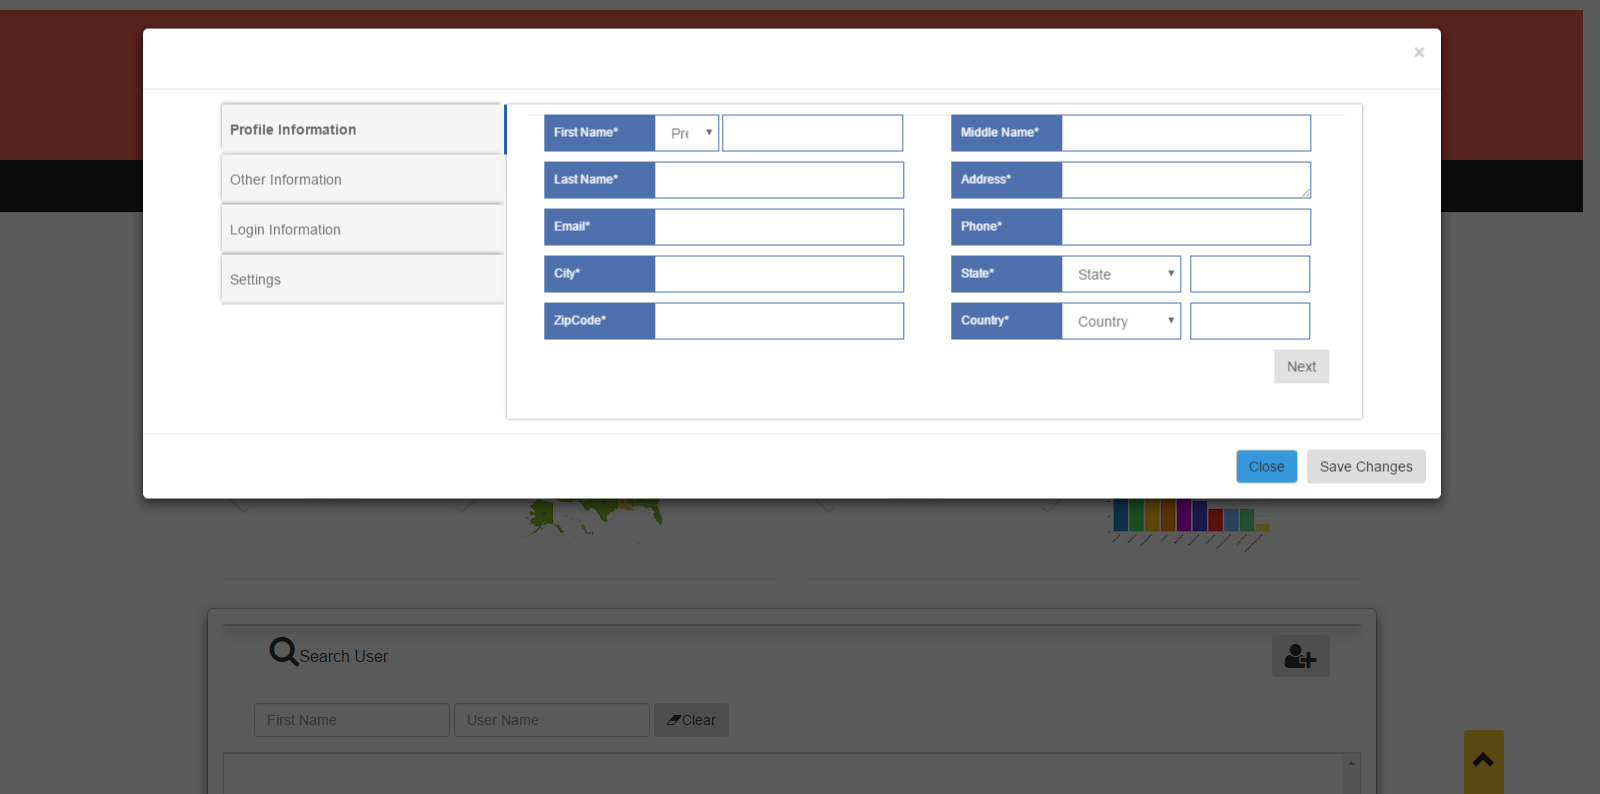 ×
Profile Information
Other Information
Login Information
Settings
First Name* Pre
Middle Name*
Last Name*
Address*
Email*
Phone*
City*
State* State
ZipCode*
Country* Country
Next
Close Save Changes
Search User
First Name User Name Clear